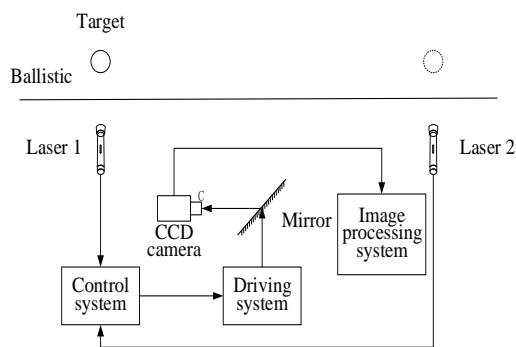 Target
Ballistic
Laser 1
Laser 2
C
CCD
camera
Mirror
Image
processing
system
Control
system
Driving
system